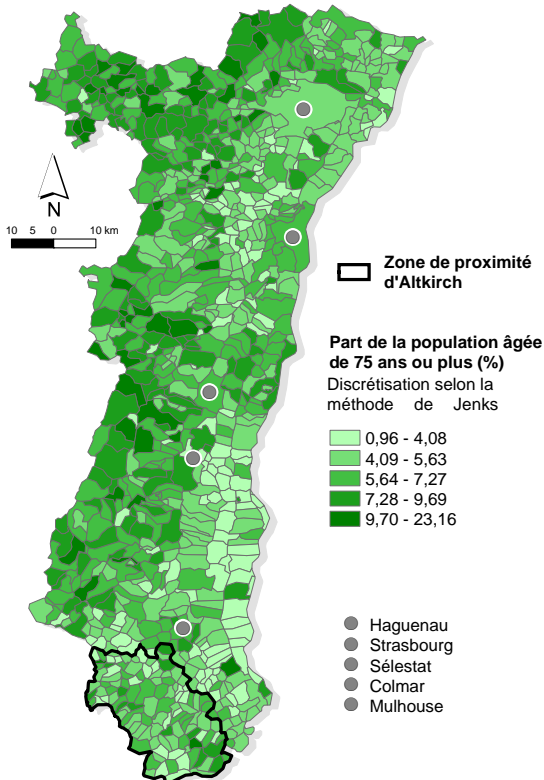 N
10 5 0 10 km
Zone de proximité
d'Altkirch
Part de la population âgée
de 75 ans ou plus (%)
Discrétisation selon la
méthode de Jenks
0,96 - 4,08
4,09 - 5,63
5,64 - 7,27
7,28 - 9,69
9,70 - 23,16
Haguenau
Strasbourg
Sélestat
Colmar
Mulhouse